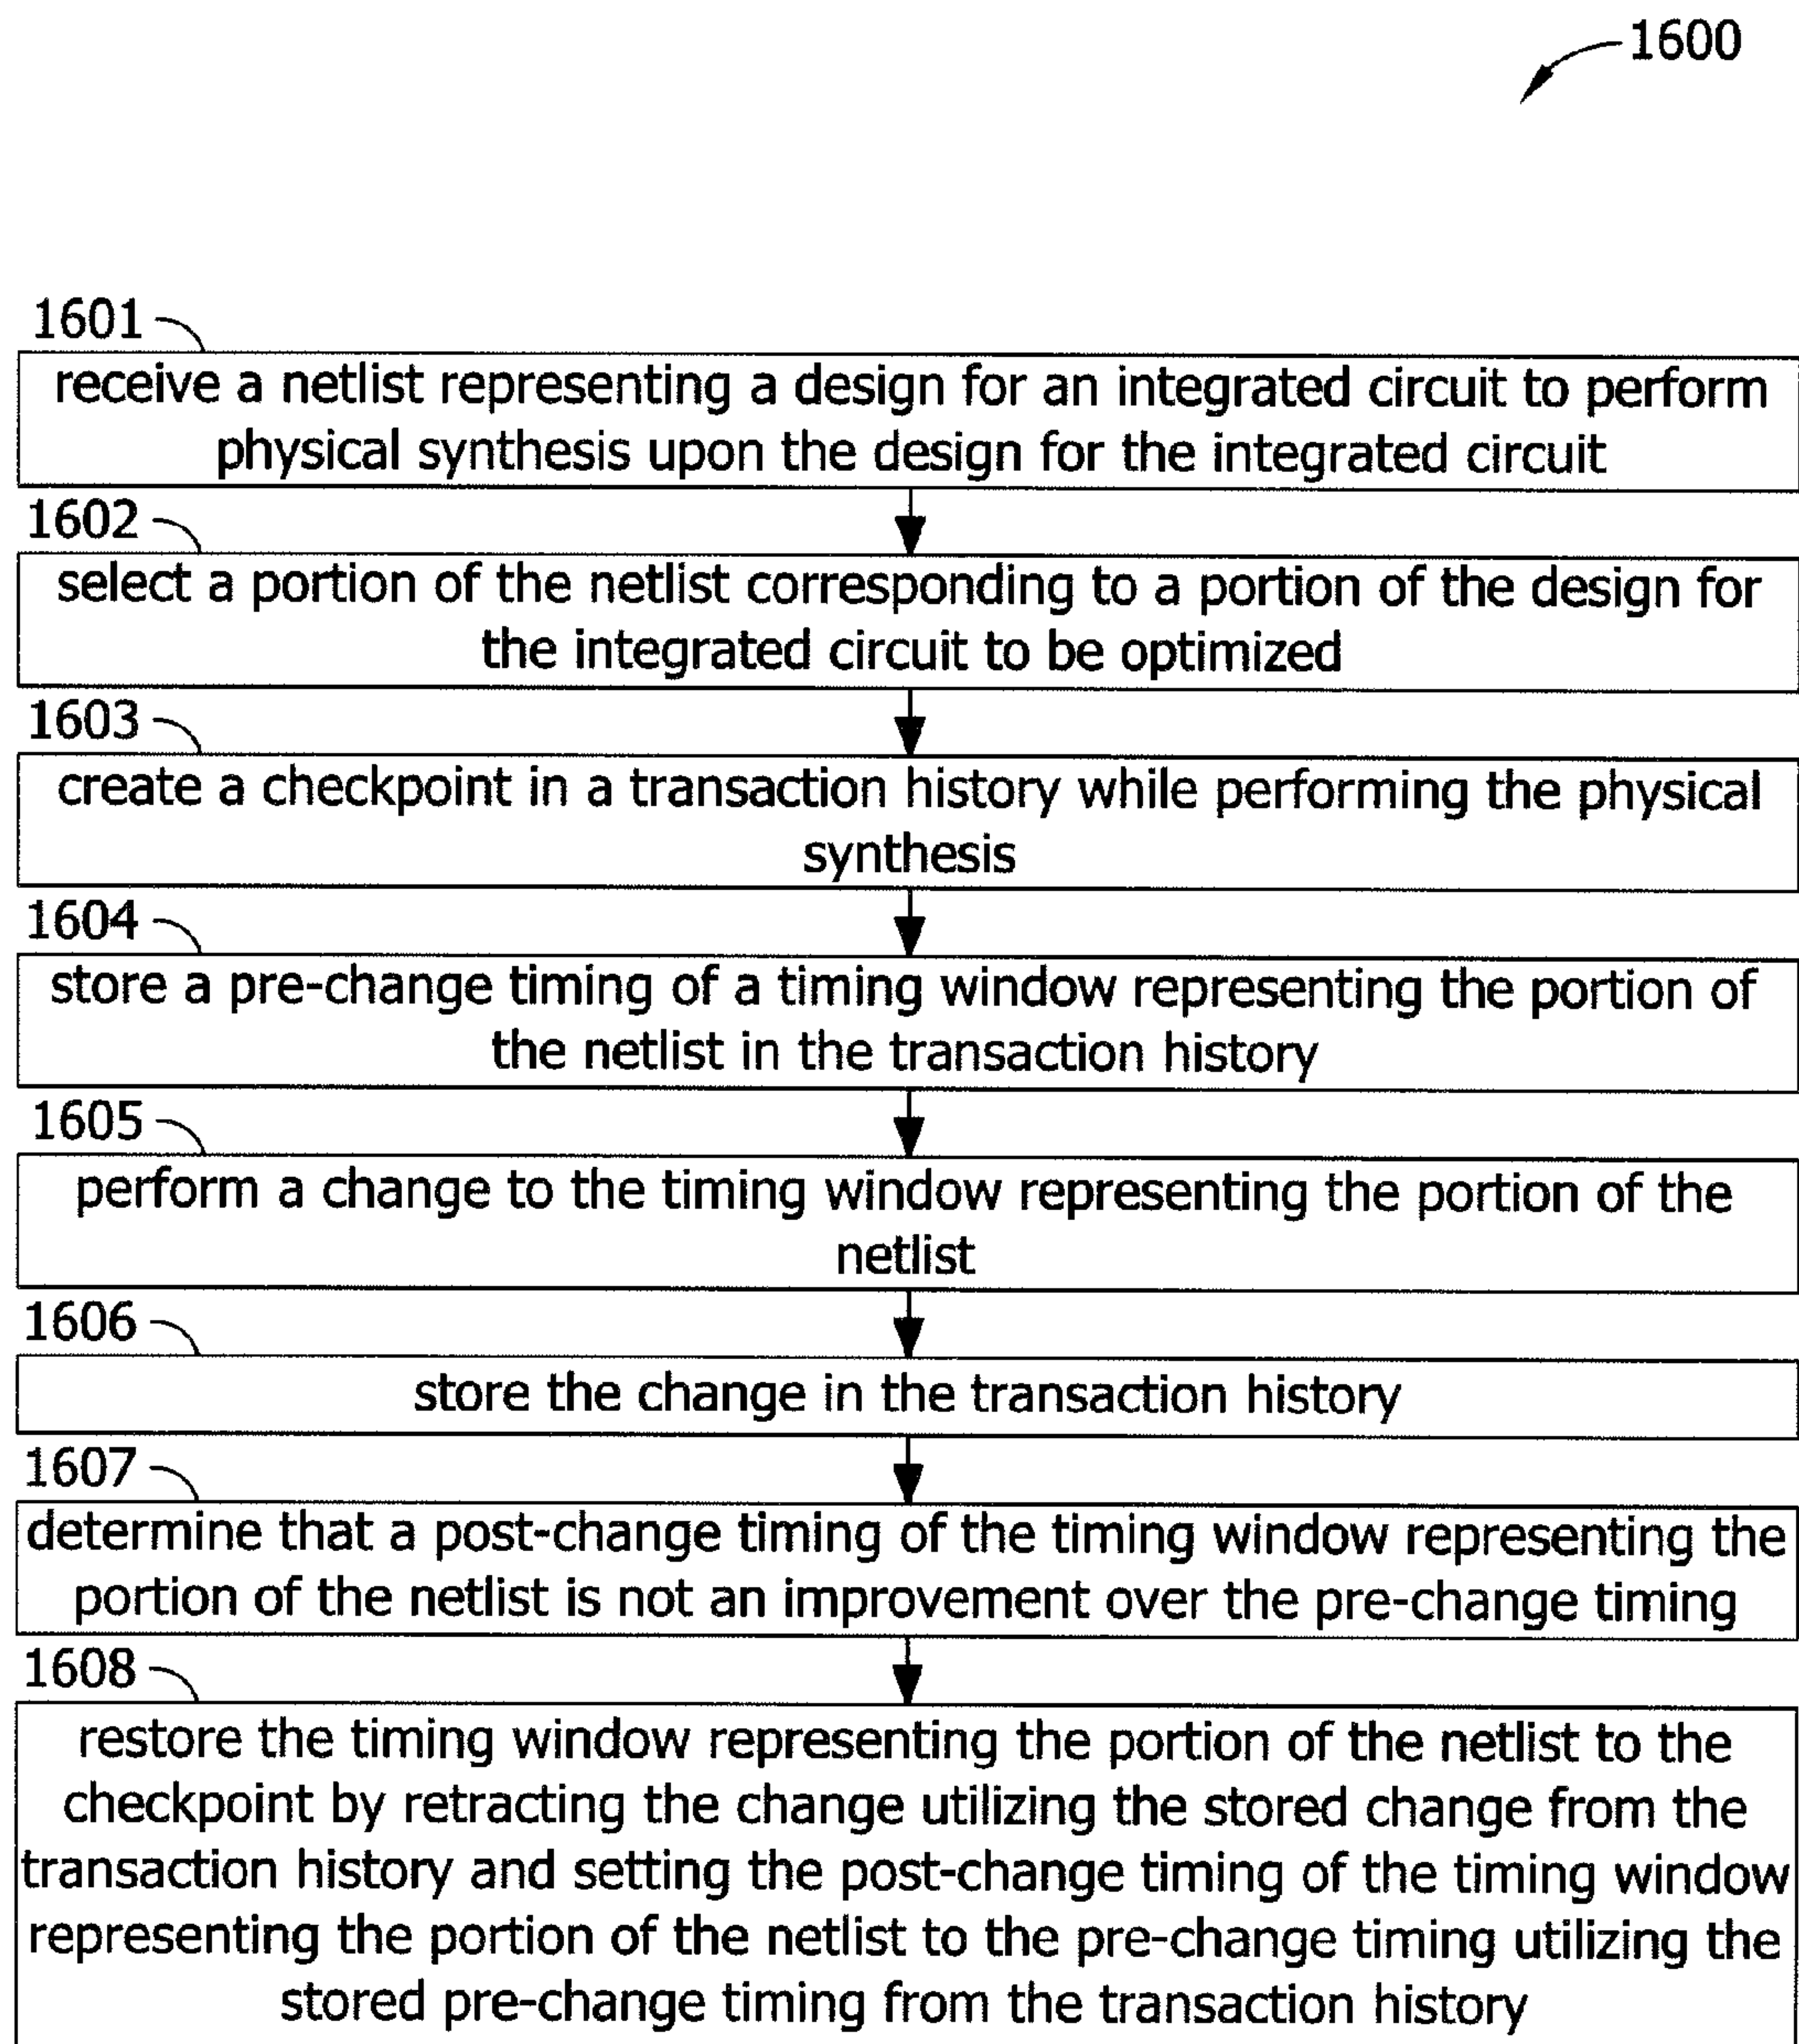 1600
1601
receive a netlist representing a design for an integrated circuit to perform
physical synthesis upon the design for the integrated circuit
1602
select a portion of the netlist corresponding to a portion of the design for
the integrated circuit to be optimized
1603
create a checkpoint in a transaction history while performing the physical
synthesis
1604
store a pre-change timing of a timing window representing the portion of
the netlist in the transaction history
1605
perform a change to the timing window representing the portion of the
netlist
1606
store the change in the transaction history
1607
determine that a post-change timing of the timing window representing the
portion of the netlist is not an improvement over the pre-change timing
1608
restore the timing window representing the portion of the netlist to the
checkpoint by retracting the change utilizing the stored change from the
transaction history and setting the post-change timing of the timing window
representing the portion of the netlist to the pre-change timing utilizing the
stored pre-change timing from the transaction history